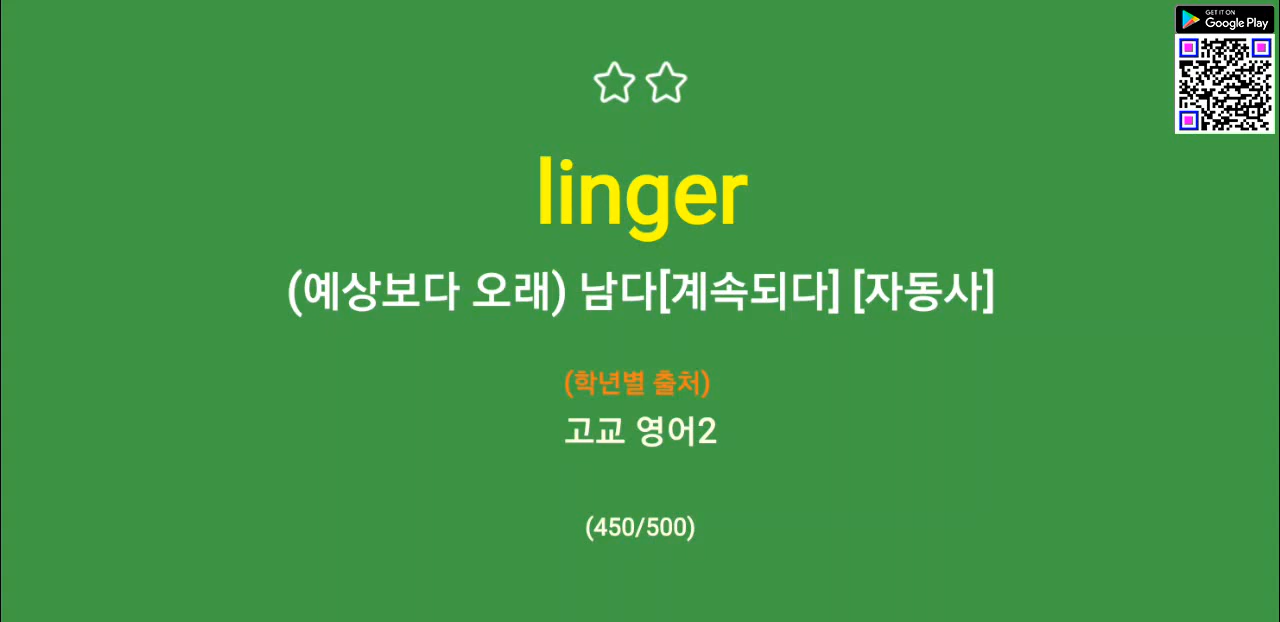 GET IT ON
Google Play
linger
(예상보다 오래) 남다[계속되다] [자동사]
(학년별 출처)
고교 영어2
(450/500)